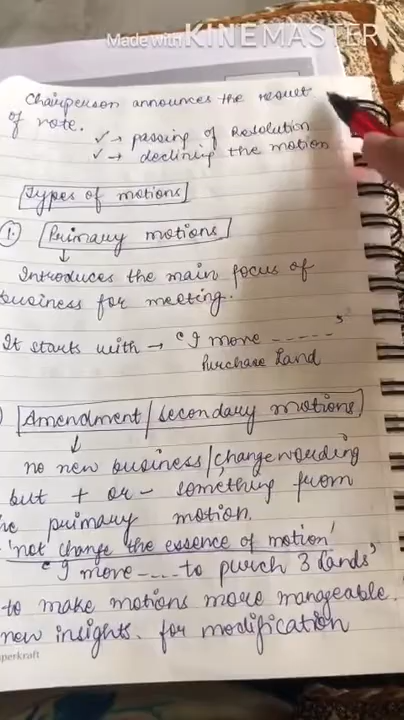 Made with KINEMASTER
Chairperson announces the result
of vote.
✓→ passing of Resolution
✓→ declining the motion
Types of motions
1. Primary motions
↓
Introduces the main focus of
business for meeting.
It starts with → "I move ------"
Purchase Land
) Amendment/secondary motions
↓
no new business/change wording
but + or - something from
he primary motion.
'not change the essence of motion'
"I move ---- to purch 3 lands"
to make motions more mangeable.
new insights. for modification
perkraft